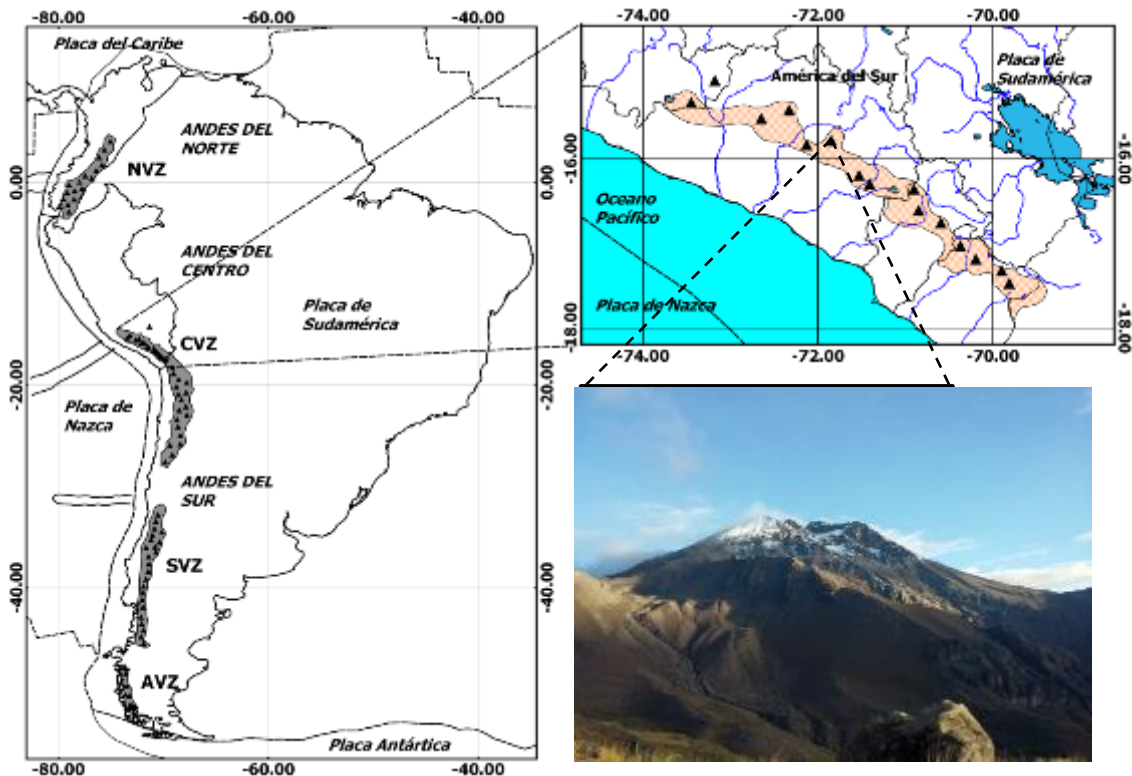 -80.00
-60.00
-40.00
Placa del Caribe
ANDES DEL
NORTE
NVZ
0.00
0.00
ANDES DEL
CENTRO
Placa de
Sudamérica
CVZ
-20.00
-20.00
Placa de
Nazca
ANDES DEL
SUR
SVZ
-40.00
-40.00
AVZ
Placa Antártica
-80.00
-60.00
-40.00
-74.00
-72.00
-70.00
América del Sur
Placa de
Sudamérica
-16.00
-16.00
Oceano
Pacífico
Placa de Nazca
-18.00
-18.00
-74.00
-72.00
-70.00